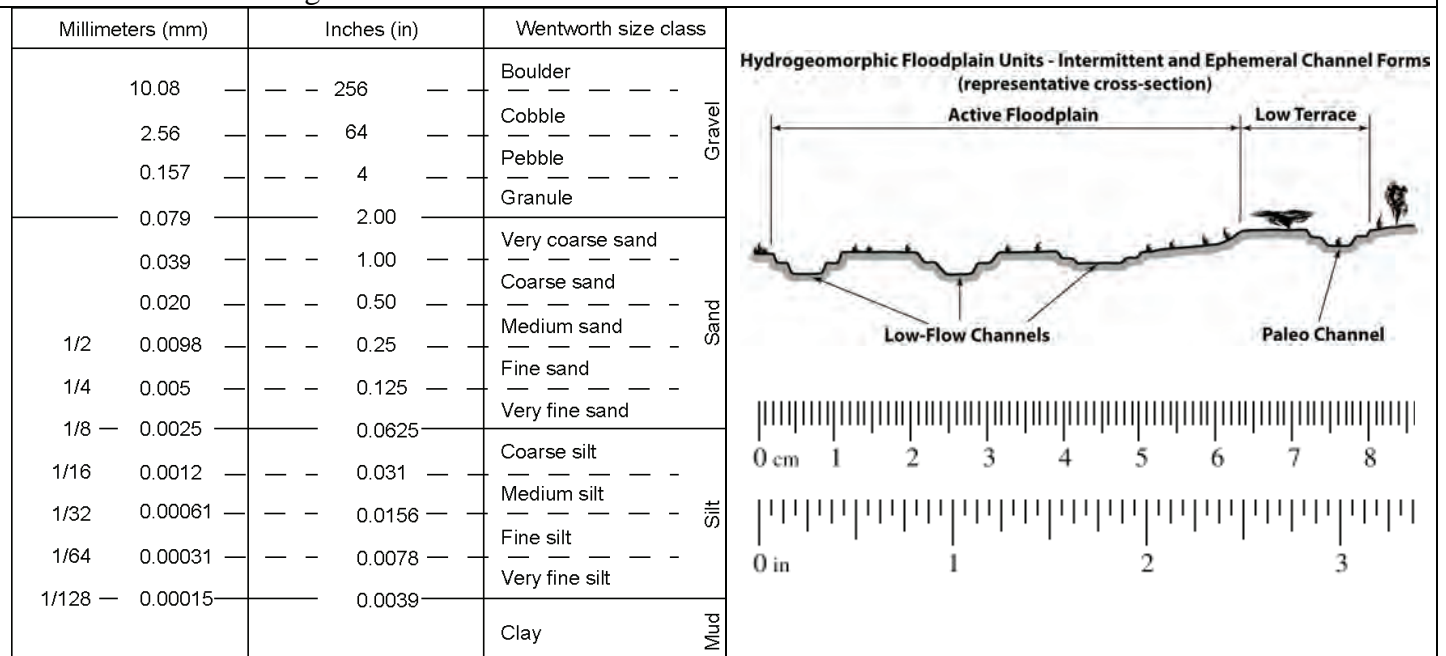 Millimeters (mm) Inches (in) Wentworth size class
Boulder
10.08 256
Cobble
2.56 64
Pebble
0.157 4
Granule
Gravel
0.079 2.00
Very coarse sand
0.039 1.00
Coarse sand
0.020 0.50
Medium sand
1/2 0.0098 0.25
Fine sand
1/4 0.005 0.125
Very fine sand
Sand
1/8 0.0025 0.0625
Coarse silt
1/16 0.0012 0.031
Medium silt
1/32 0.00061 0.0156
Fine silt
1/64 0.00031 0.0078
Very fine silt
Silt
1/128 0.00015 0.0039
Clay
Mud
Hydrogeomorphic Floodplain Units - Intermittent and Ephemeral Channel Forms
(representative cross-section)
Active Floodplain Low Terrace
Low-Flow Channels Paleo Channel
0 cm 1 2 3 4 5 6 7 8
0 in 1 2 3